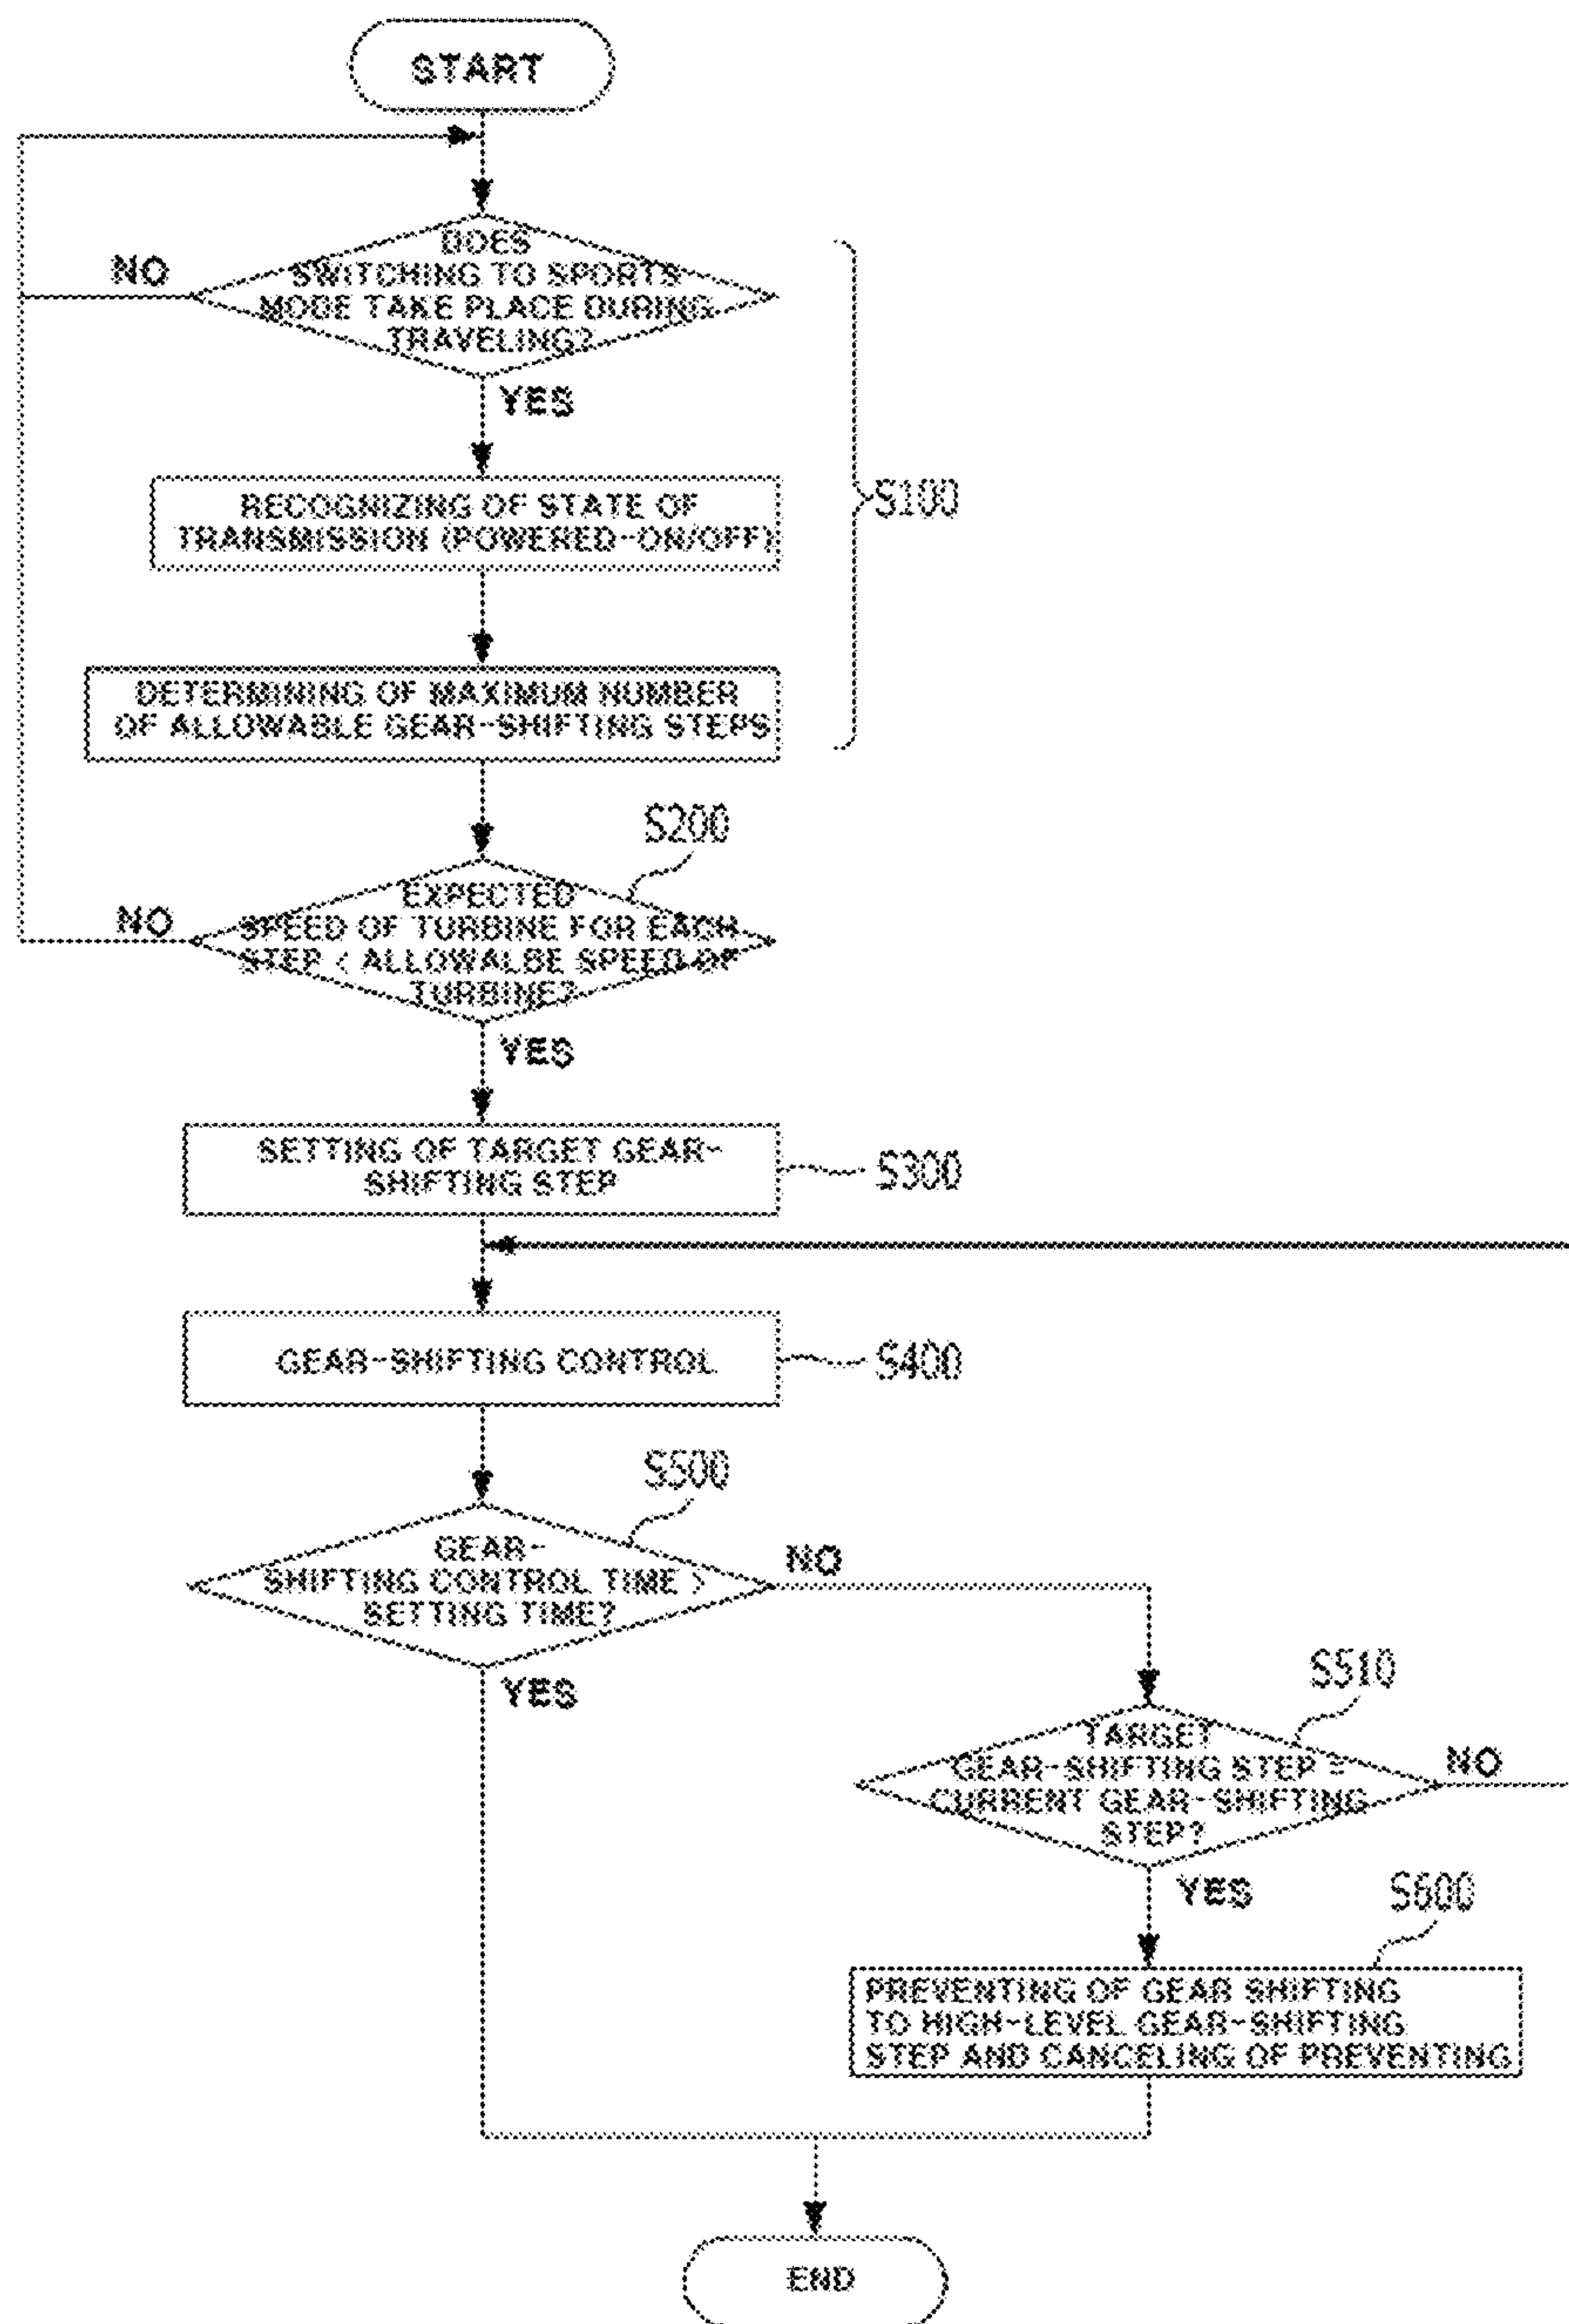 START
DOES
SWITCHING TO SPORTS
MODE TAKE PLACE DURING
TRAVELING?
NO
YES
RECOGNIZING OF STATE OF
TRANSMISSION (POWERED-ON/OFF)
S100
DETERMINING OF MAXIMUM NUMBER
OF ALLOWABLE GEAR-SHIFTING STEPS
S200
EXPECTED
SPEED OF TURBINE FOR EACH
STEP < ALLOWALBE SPEED OF
TURBINE?
NO
YES
SETTING OF TARGET GEAR-
SHIFTING STEP
S300
GEAR-SHIFTING CONTROL
S400
S500
GEAR-
SHIFTING CONTROL TIME >
SETTING TIME?
NO
YES
S510
TARGET
GEAR-SHIFTING STEP =
CURRENT GEAR-SHIFTING
STEP?
NO
YES
S600
PREVENTING OF GEAR SHIFTING
TO HIGH-LEVEL GEAR-SHIFTING
STEP AND CANCELING OF PREVENTING
END